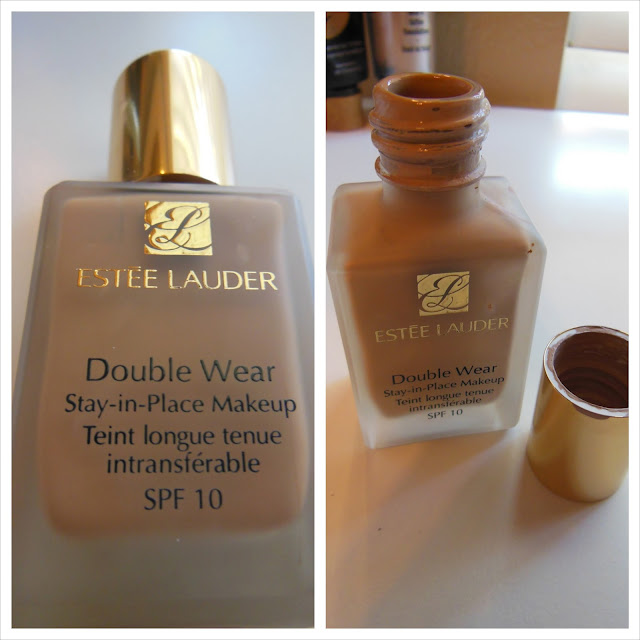 ESTĒE LAUDER
Double Wear
Stay-in-Place Makeup
Teint longue tenue
intransférable
SPF 10
ESTĒE LAUDER
Double Wear
Stay-in-Place Makeup
Teint longue tenue
intransférable
SPF 10